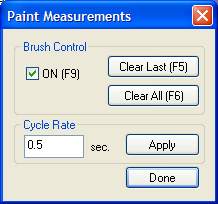 Paint Measurements
Brush Control
ON (F9)
Clear Last (F5)
Clear All (F6)
Cycle Rate
0.5 sec. Apply
Done